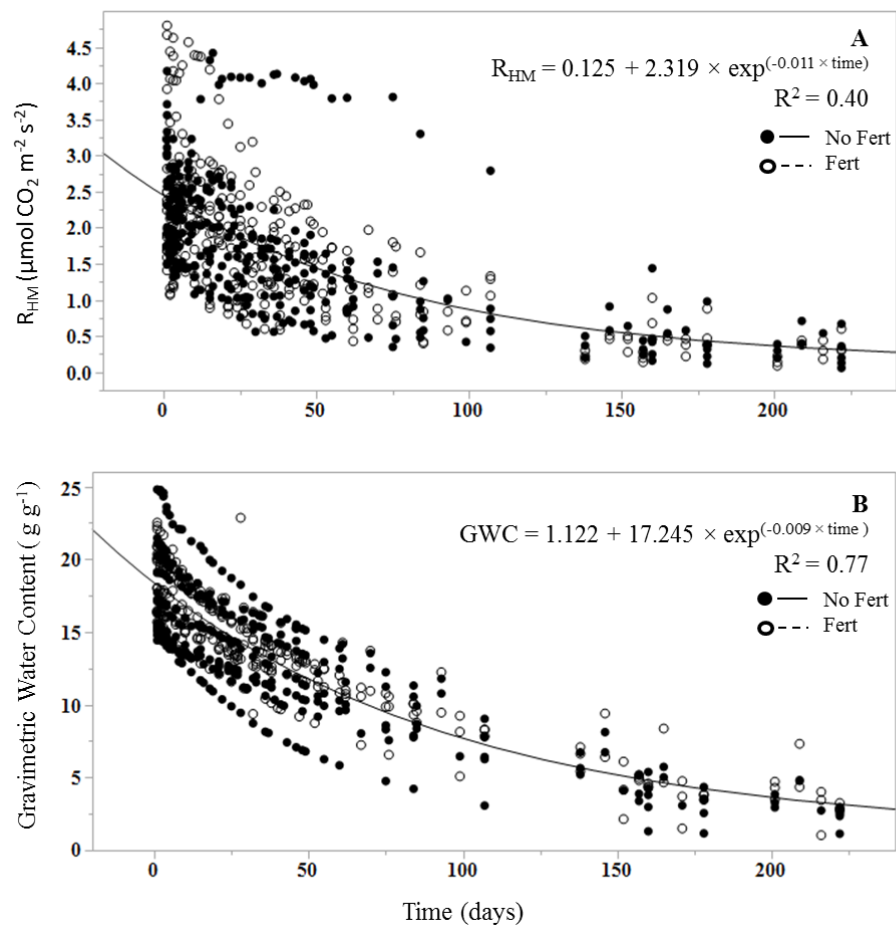 A
R_HM = 0.125 + 2.319 × exp^(-0.011 × time)
R² = 0.40
No Fert
Fert
R_HM (µmol CO₂ m⁻² s⁻²)
4.5
4.0
3.5
3.0
2.5
2.0
1.5
1.0
0.5
0.0
0
50
100
150
200
B
GWC = 1.122 + 17.245 × exp^(-0.009 × time )
R² = 0.77
No Fert
Fert
Gravimetric Water Content ( g g⁻¹)
25
20
15
10
5
0
0
50
100
150
200
Time (days)